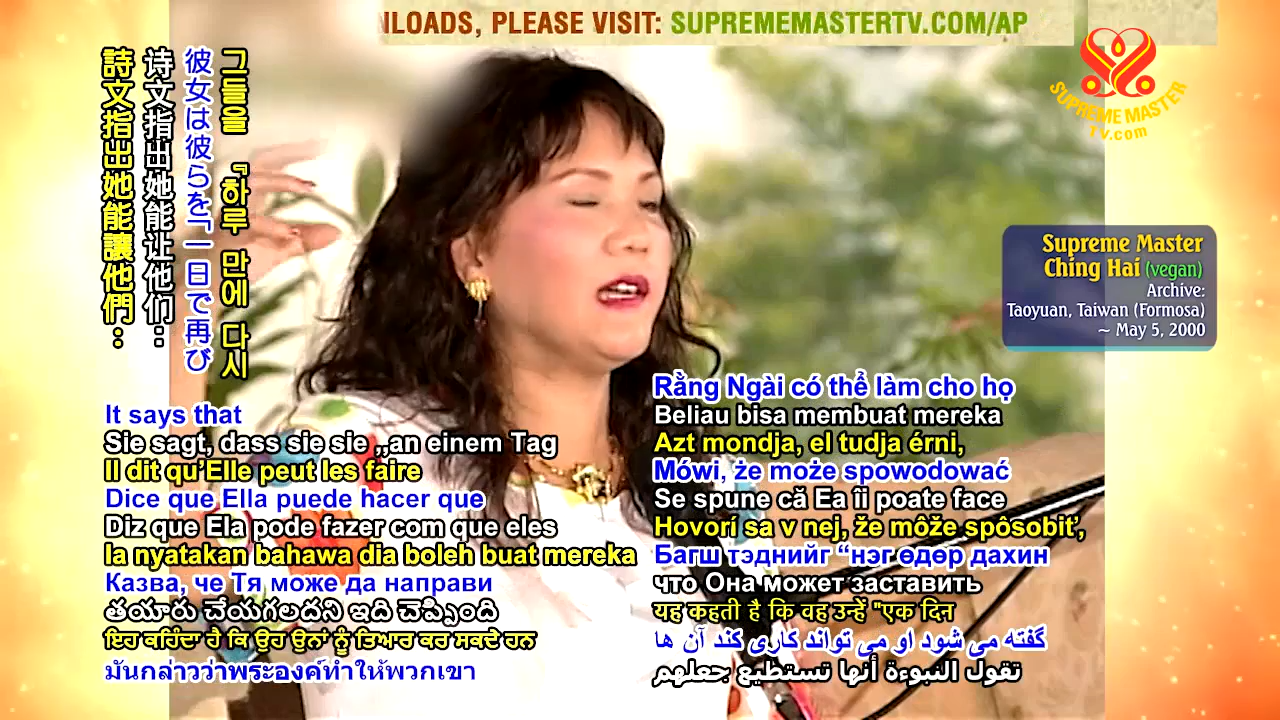 NLOADS, PLEASE VISIT: SUPREMEMASTERTV.COM/AP
SUPREME MASTER
TV.com
Supreme Master
Ching Hai (vegan)
Archive:
Taoyuan, Taiwan (Formosa)
~ May 5, 2000
그들을 『하루 만에 다시
彼女は彼らを「一日で再び
诗文指出她能让他们…
詩文指出她能讓他們…
It says that
Sie sagt, dass sie sie „an einem Tag
Il dit qu’Elle peut les faire
Dice que Ella puede hacer que
Diz que Ela pode fazer com que eles
Ia nyatakan bahawa dia boleh buat mereka
Казва, че Тя може да направи
తయారు చేయగలదని ఇది చెప్పింది
ਇਹ ਕਹਿੰਦਾ ਹੈ ਕਿ ਉਹ ਉਨਾਂ ਨੂੰ ਤਿਆਰ ਕਰ ਸਕਦੇ ਹਨ
มันกล่าวว่าพระองค์ทำให้พวกเขา
Rằng Ngài có thể làm cho họ
Beliau bisa membuat mereka
Azt mondja, el tudja érni,
Mówi, że może spowodować
Se spune că Ea îi poate face
Hovorí sa v nej, že môže spôsobiť,
Багш тэднийг “нэг өдөр дахин
что Она может заставить
यह कहती है कि वह उन्हें "एक दिन
گفته می شود او می تواند کاری کند آن ها
تقول النبوءة أنها تستطيع جعلهم